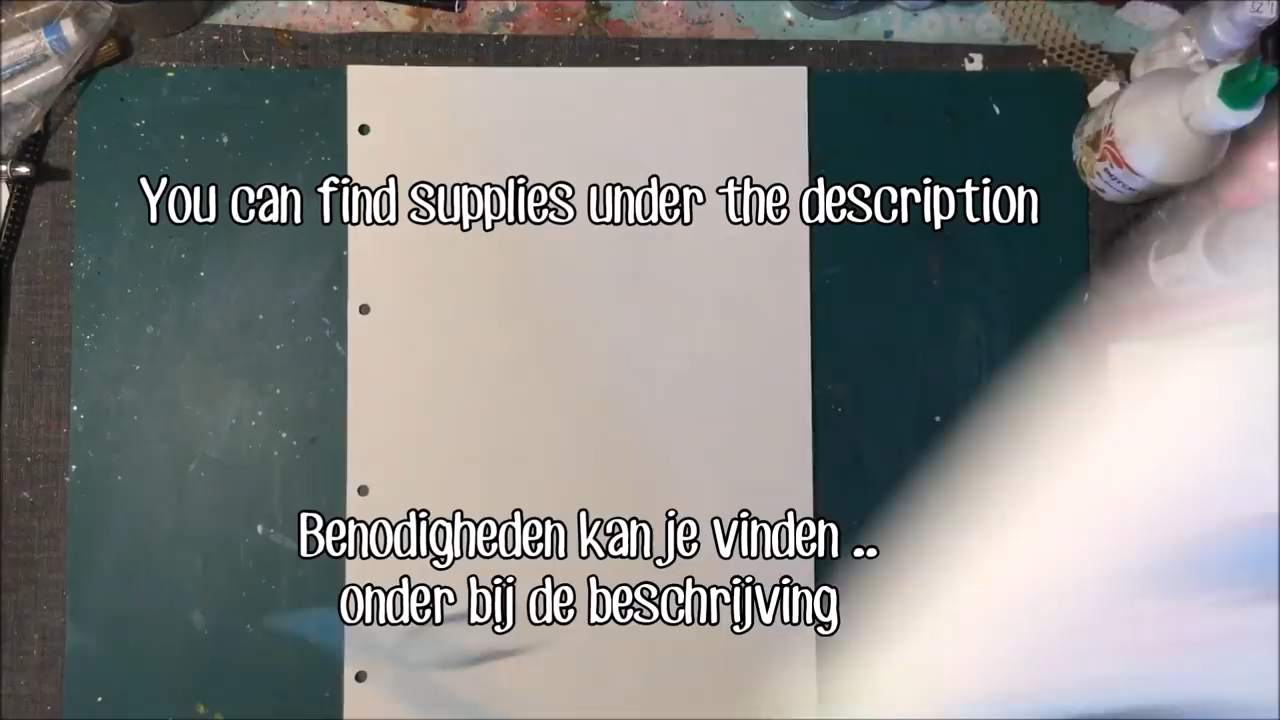 You can find supplies under the description
Benodigheden kan je vinden ..
onder bij de beschrijving